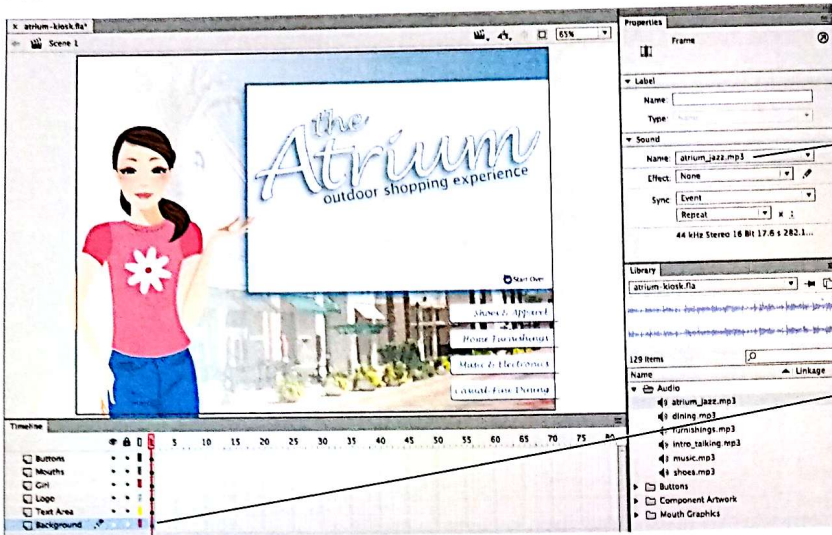 × atrium-kiosk.fla*
Scene 1
65%
the
Atrium
outdoor shopping experience
Start Over
Shoes & Apparel
Home Furnishings
Music & Electronics
Casual-Fine Dining
Properties
Frame
Label
Name:
Type:
Sound
Name: atrium_jazz.mp3
Effect: None
Sync: Event
Repeat x 1
44 kHz Stereo 16 Bit 17.6 s 282.1...
Library
atrium-kiosk.fla
129 items
Name Linkage
Audio
atrium_jazz.mp3
dining.mp3
furnishings.mp3
intro_talking.mp3
music.mp3
shoes.mp3
Buttons
Component Artwork
Mouth Graphics
Timeline
1 5 10 15 20 25 30 35 40 45 50 55 60 65 70 75 80
Buttons
Mouths
Girl
Logo
Text Area
Background